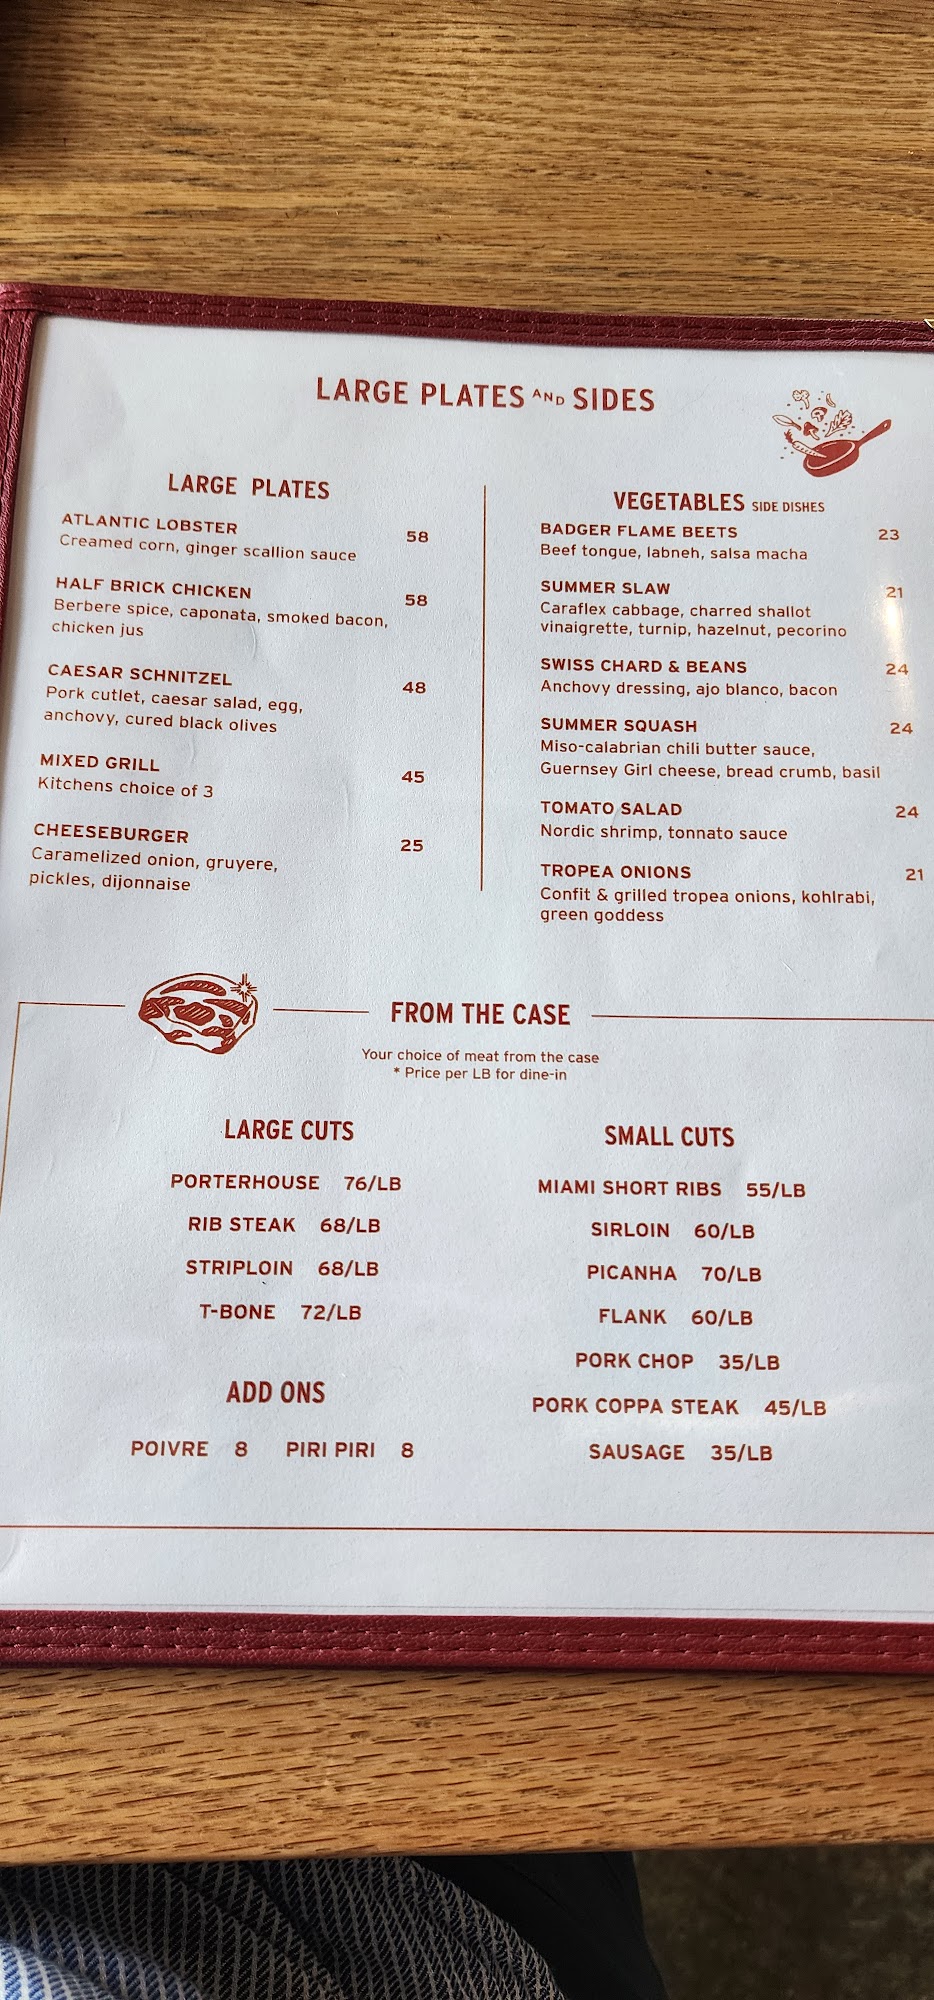 LARGE PLATES AND SIDES
LARGE PLATES
ATLANTIC LOBSTER 58
Creamed corn, ginger scallion sauce
HALF BRICK CHICKEN 58
Berbere spice, caponata, smoked bacon,
chicken jus
CAESAR SCHNITZEL 48
Pork cutlet, caesar salad, egg,
anchovy, cured black olives
MIXED GRILL 45
Kitchens choice of 3
CHEESEBURGER 25
Caramelized onion, gruyere,
pickles, dijonnaise
VEGETABLES SIDE DISHES
BADGER FLAME BEETS 23
Beef tongue, labneh, salsa macha
SUMMER SLAW 21
Caraflex cabbage, charred shallot
vinaigrette, turnip, hazelnut, pecorino
SWISS CHARD & BEANS 24
Anchovy dressing, ajo blanco, bacon
SUMMER SQUASH 24
Miso-calabrian chili butter sauce,
Guernsey Girl cheese, bread crumb, basil
TOMATO SALAD 24
Nordic shrimp, tonnato sauce
TROPEA ONIONS 21
Confit & grilled tropea onions, kohlrabi,
green goddess
FROM THE CASE
Your choice of meat from the case
* Price per LB for dine-in
LARGE CUTS
PORTERHOUSE 76/LB
RIB STEAK 68/LB
STRIPLOIN 68/LB
T-BONE 72/LB
ADD ONS
POIVRE 8 PIRI PIRI 8
SMALL CUTS
MIAMI SHORT RIBS 55/LB
SIRLOIN 60/LB
PICANHA 70/LB
FLANK 60/LB
PORK CHOP 35/LB
PORK COPPA STEAK 45/LB
SAUSAGE 35/LB